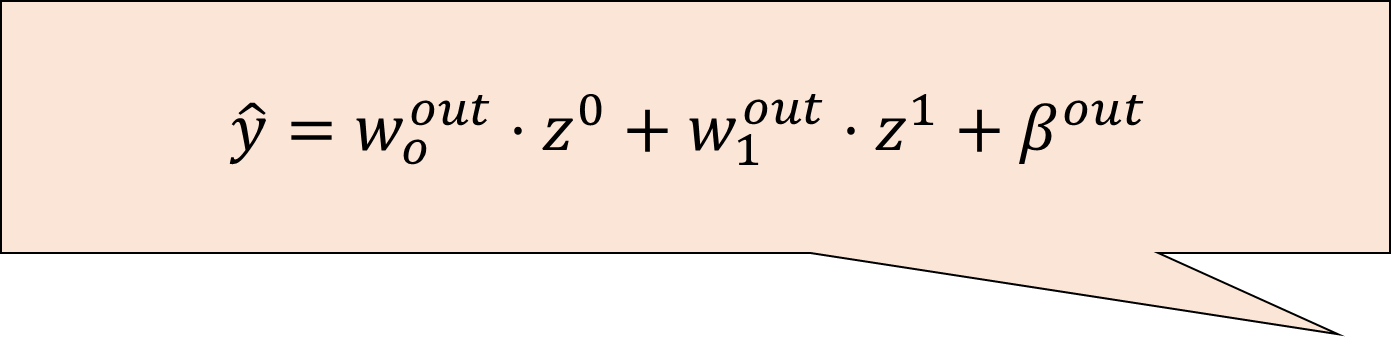 ŷ = w_o^{out} · z^0 + w_1^{out} · z^1 + β^{out}